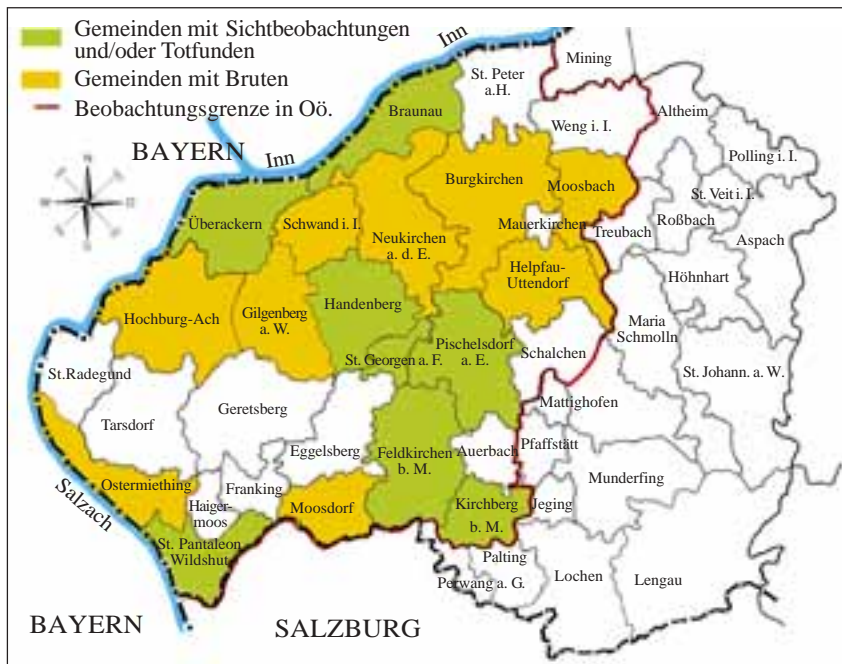 Gemeinden mit Sichtbeobachtungen
und/oder Totfunden
Gemeinden mit Bruten
Beobachtungsgrenze in Oö.
Inn
Mining
St. Peter
a.H.
Braunau
Altheim
Weng i. I.
BAYERN
Inn
Polling i. I.
Burgkirchen
Moosbach
St. Veit i. I.
N
W
O
S
Überackern
Schwand i. I.
Mauerkirchen
Roßbach
Neukirchen
a. d. E.
Treubach
Aspach
Helpfau-
Uttendorf
Höhnhart
Handenberg
Hochburg-Ach
Gilgenberg
a. W.
Maria
Schmolln
Pischelsdorf
a. E.
Schalchen
St. Georgen a. F.
St.Radegund
St. Johann. a. W.
Mattighofen
Geretsberg
Tarsdorf
Eggelsberg
Feldkirchen
b. M.
Auerbach
Pfaffstätt
Munderfing
Ostermiething
Franking
Haiger-
moos
Moosdorf
Kirchberg
b. M.
Jeging
Salzach
St. Pantaleon
Wildshut
Palting
Perwang a. G.
Lochen
Lengau
BAYERN
SALZBURG